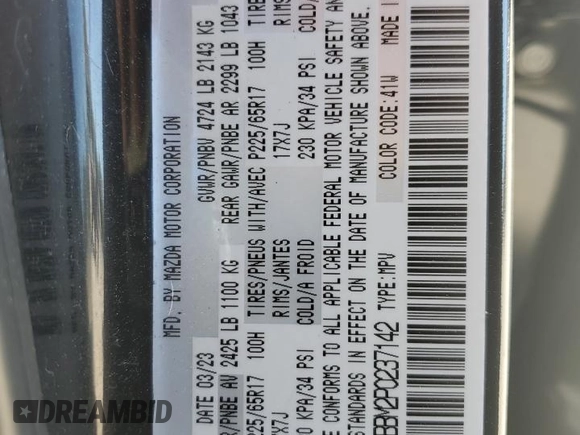 MFD. BY MAZDA MOTOR CORPORATION
DATE 03/23 GVWR/PNBV 4724 LB 2143 KG
/PNBE AV 2425 LB 1100 KG REAR GAWR/PNBE AR 2299 LB 1043
225/65R17 100H TIRES/PNEUS WITH/AVEC P225/65R17 100H TIRE
7X7J RIMS/JANTES 17X7J RIMS
0 KPA/34 PSI COLD/A FROID 230 KPA/34 PSI COLD/A
E CONFORMS TO ALL APPLICABLE FEDERAL MOTOR VEHICLE SAFETY AN
STANDARDS IN EFFECT ON THE DATE OF MANUFACTURE SHOWN ABOVE.
BM2P0237142 TYPE:MPV COLOR CODE:41W MADE I
DREAMBID